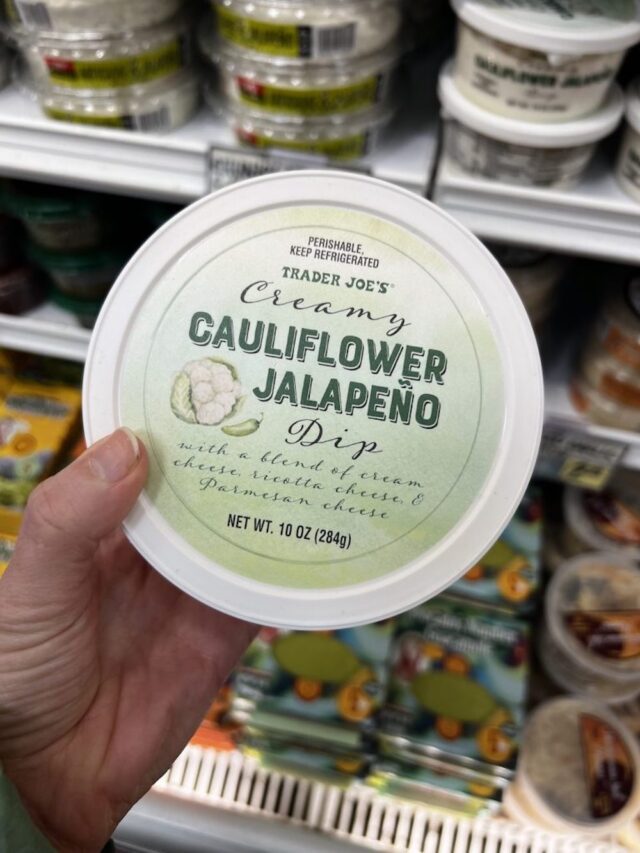 PERISHABLE,
KEEP REFRIGERATED
TRADER JOE'S®
Creamy
CAULIFLOWER
JALAPEÑO
Dip
with a blend of cream
cheese, ricotta cheese, &
Parmesan cheese
NET WT. 10 OZ (284g)